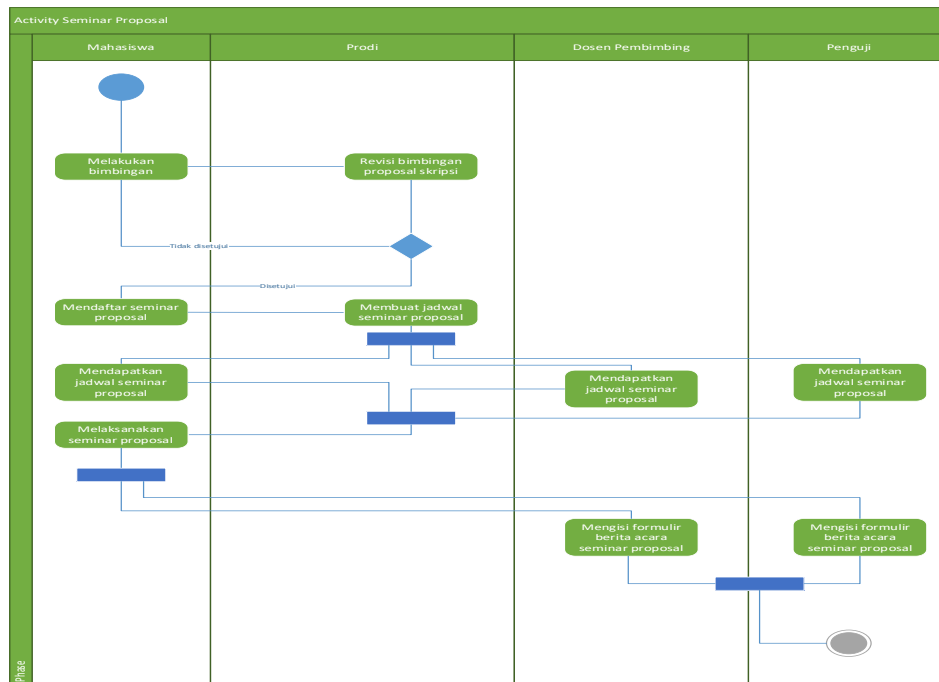 Activity Seminar Proposal
Mahasiswa
Prodi
Dosen Pembimbing
Penguji
Melakukan
bimbingan
Revisi bimbingan
proposal skripsi
Tidak disetujui
Disetujui
Mendaftar seminar
proposal
Membuat jadwal
seminar proposal
Mendapatkan
jadwal seminar
proposal
Mendapatkan
jadwal seminar
proposal
Mendapatkan
jadwal seminar
proposal
Melaksanakan
seminar proposal
Mengisi formulir
berita acara
seminar proposal
Mengisi formulir
berita acara
seminar proposal
Phase